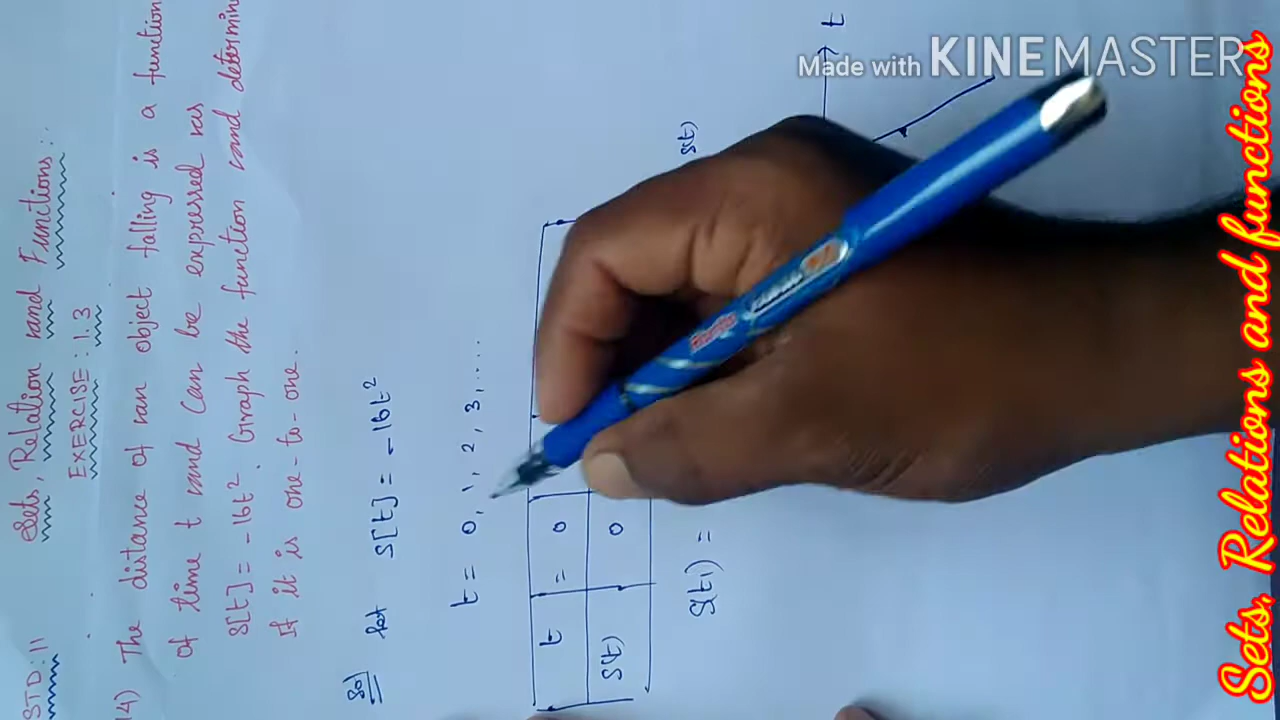 STD: 11
Sets, Relation and Functions:
EXERCISE: 1.3
14) The distance of an object falling is a function
of time t and can be expressed as
S[t] = -16t². Graph the function and determin
If it is one-to-one.
Sol
Let S[t] = -16t²
t = 0, 1, 2, 3, ....
t = 0
S(t) 0
S(t1) = S(t)
t
Made with KINEMASTER
Sets, Relations and functions